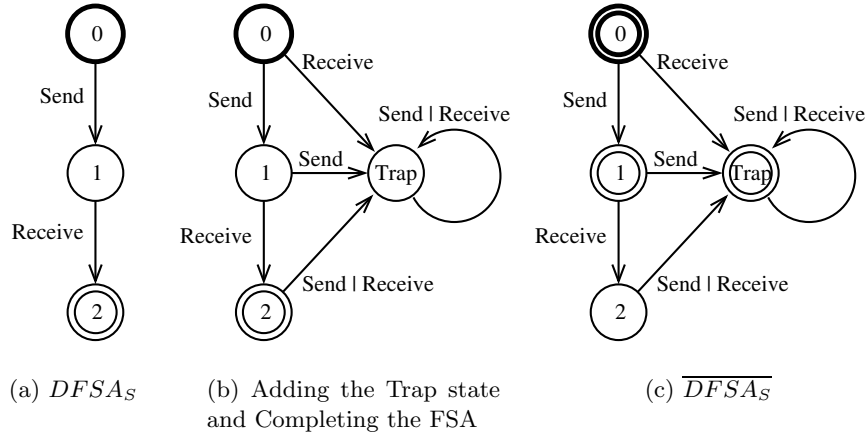 0
Send
1
Receive
2
(a) DFSA_S
0
Receive
Send
Send | Receive
1
Send
Trap
Receive
Send | Receive
2
(b) Adding the Trap state
and Completing the FSA
0
Receive
Send
Send | Receive
1
Send
Trap
Receive
Send | Receive
2
(c) \overline{DFSA_S}